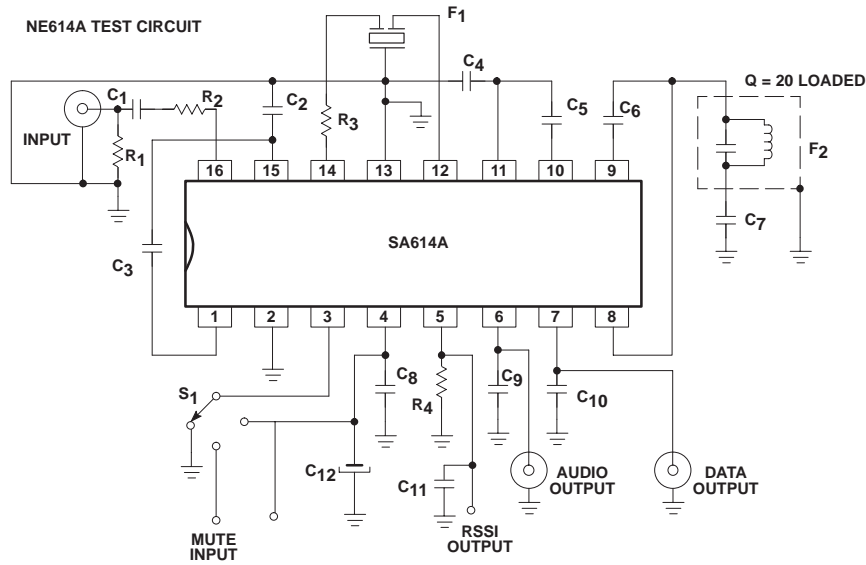 NE614A TEST CIRCUIT
F1
C4
Q = 20 LOADED
C1
R2
C2
R3
C5
C6
F2
INPUT
R1
16 15 14 13 12 11 10 9
C7
SA614A
C3
1 2 3 4 5 6 7 8
S1
C8
R4
C9
C10
C12
C11
AUDIO
OUTPUT
DATA
OUTPUT
MUTE
INPUT
RSSI
OUTPUT